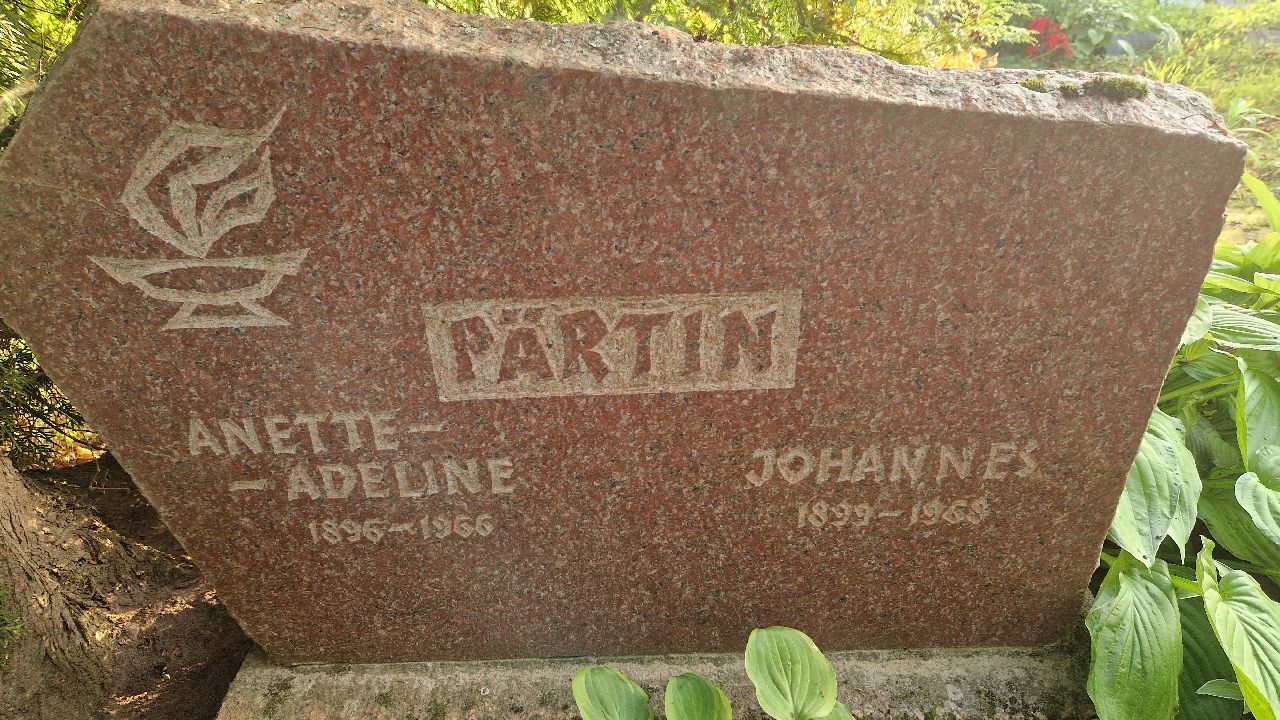 PÄRTIN
ANETTE-
-ADELINE
1896-1966
JOHANNES
1899-1968